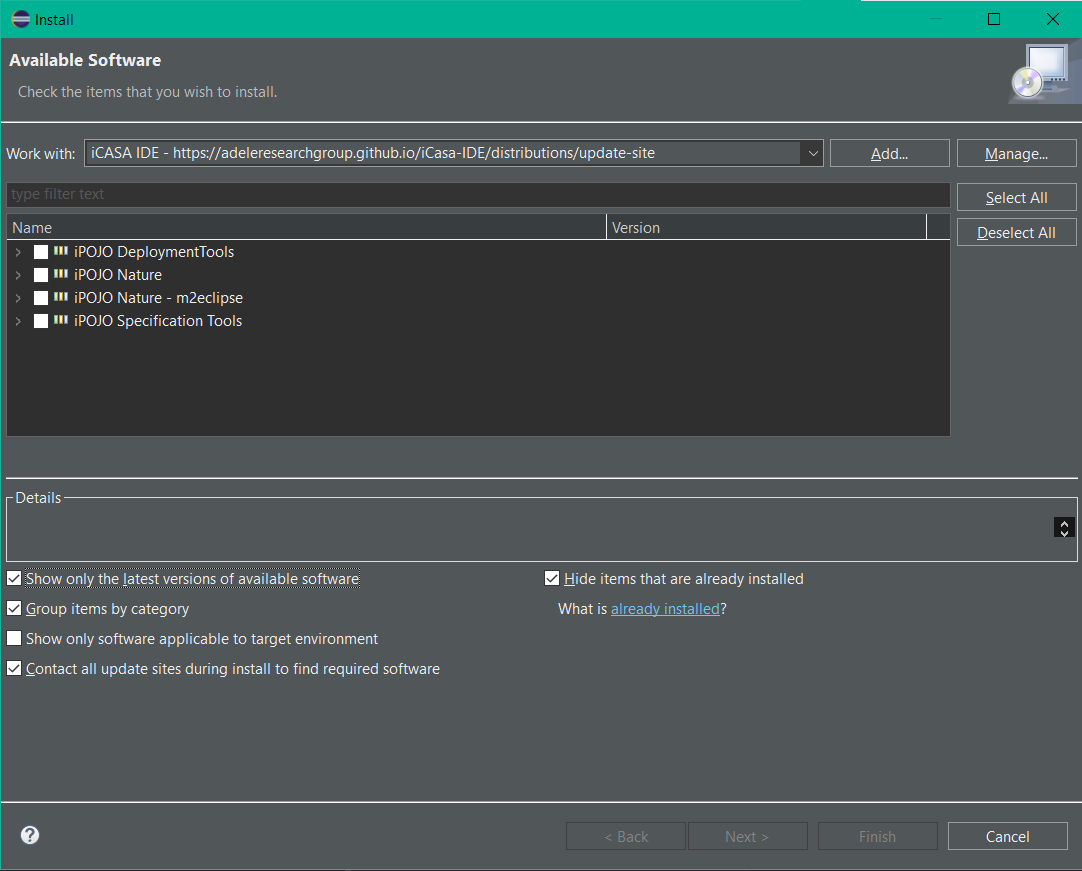 Install
Available Software
Check the items that you wish to install.
Work with: iCASA IDE - https://adeleresearchgroup.github.io/iCasa-IDE/distributions/update-site Add... Manage...
type filter text Select All
Name Version Deselect All
iPOJO DeploymentTools
iPOJO Nature
iPOJO Nature - m2eclipse
iPOJO Specification Tools
Details
Show only the latest versions of available software Hide items that are already installed
Group items by category What is already installed?
Show only software applicable to target environment
Contact all update sites during install to find required software
? < Back Next > Finish Cancel